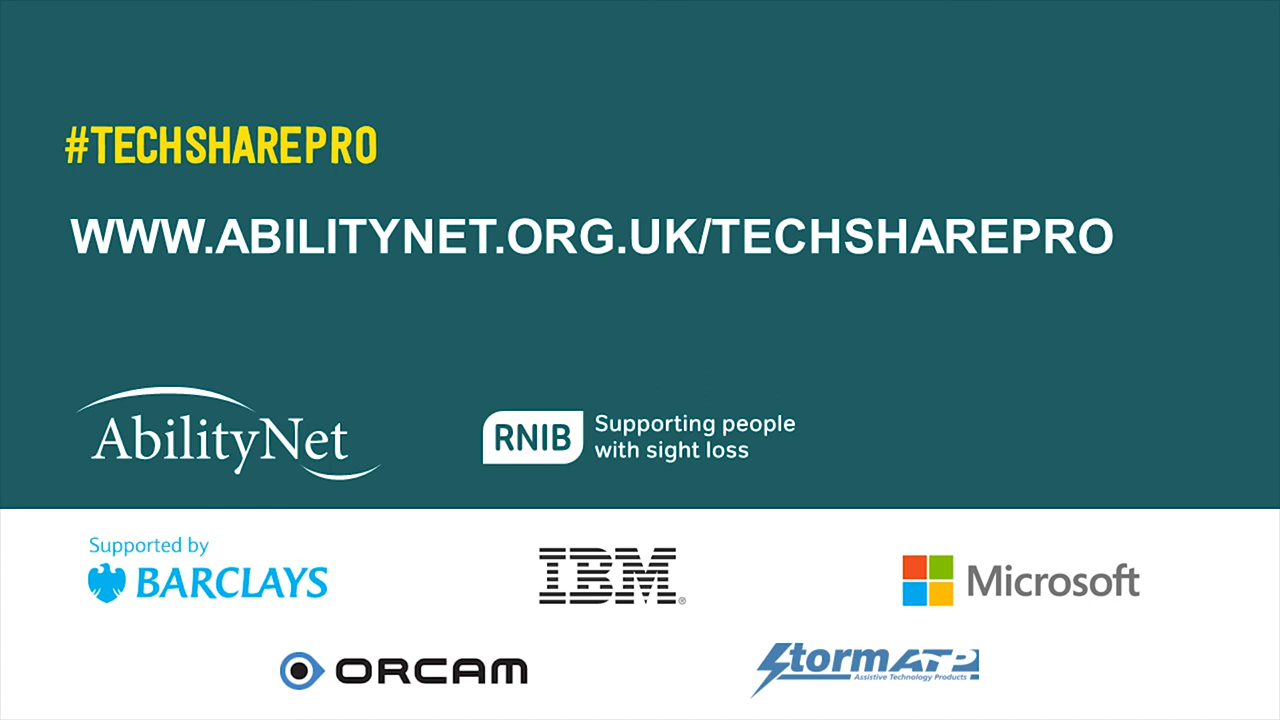 #TECHSHAREPRO
WWW.ABILITYNET.ORG.UK/TECHSHAREPRO
AbilityNet
RNIB
Supporting people
with sight loss
Supported by
BARCLAYS
IBM®
Microsoft
ORCAM
StormATP
Assistive Technology Products